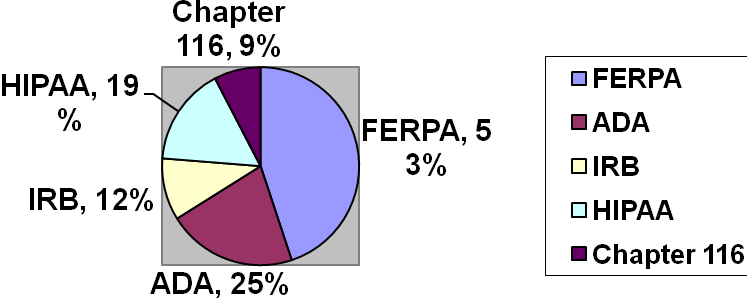 Chapter
116, 9%
HIPAA, 19
%
FERPA, 5
3%
IRB, 12%
ADA, 25%
FERPA
ADA
IRB
HIPAA
Chapter 116